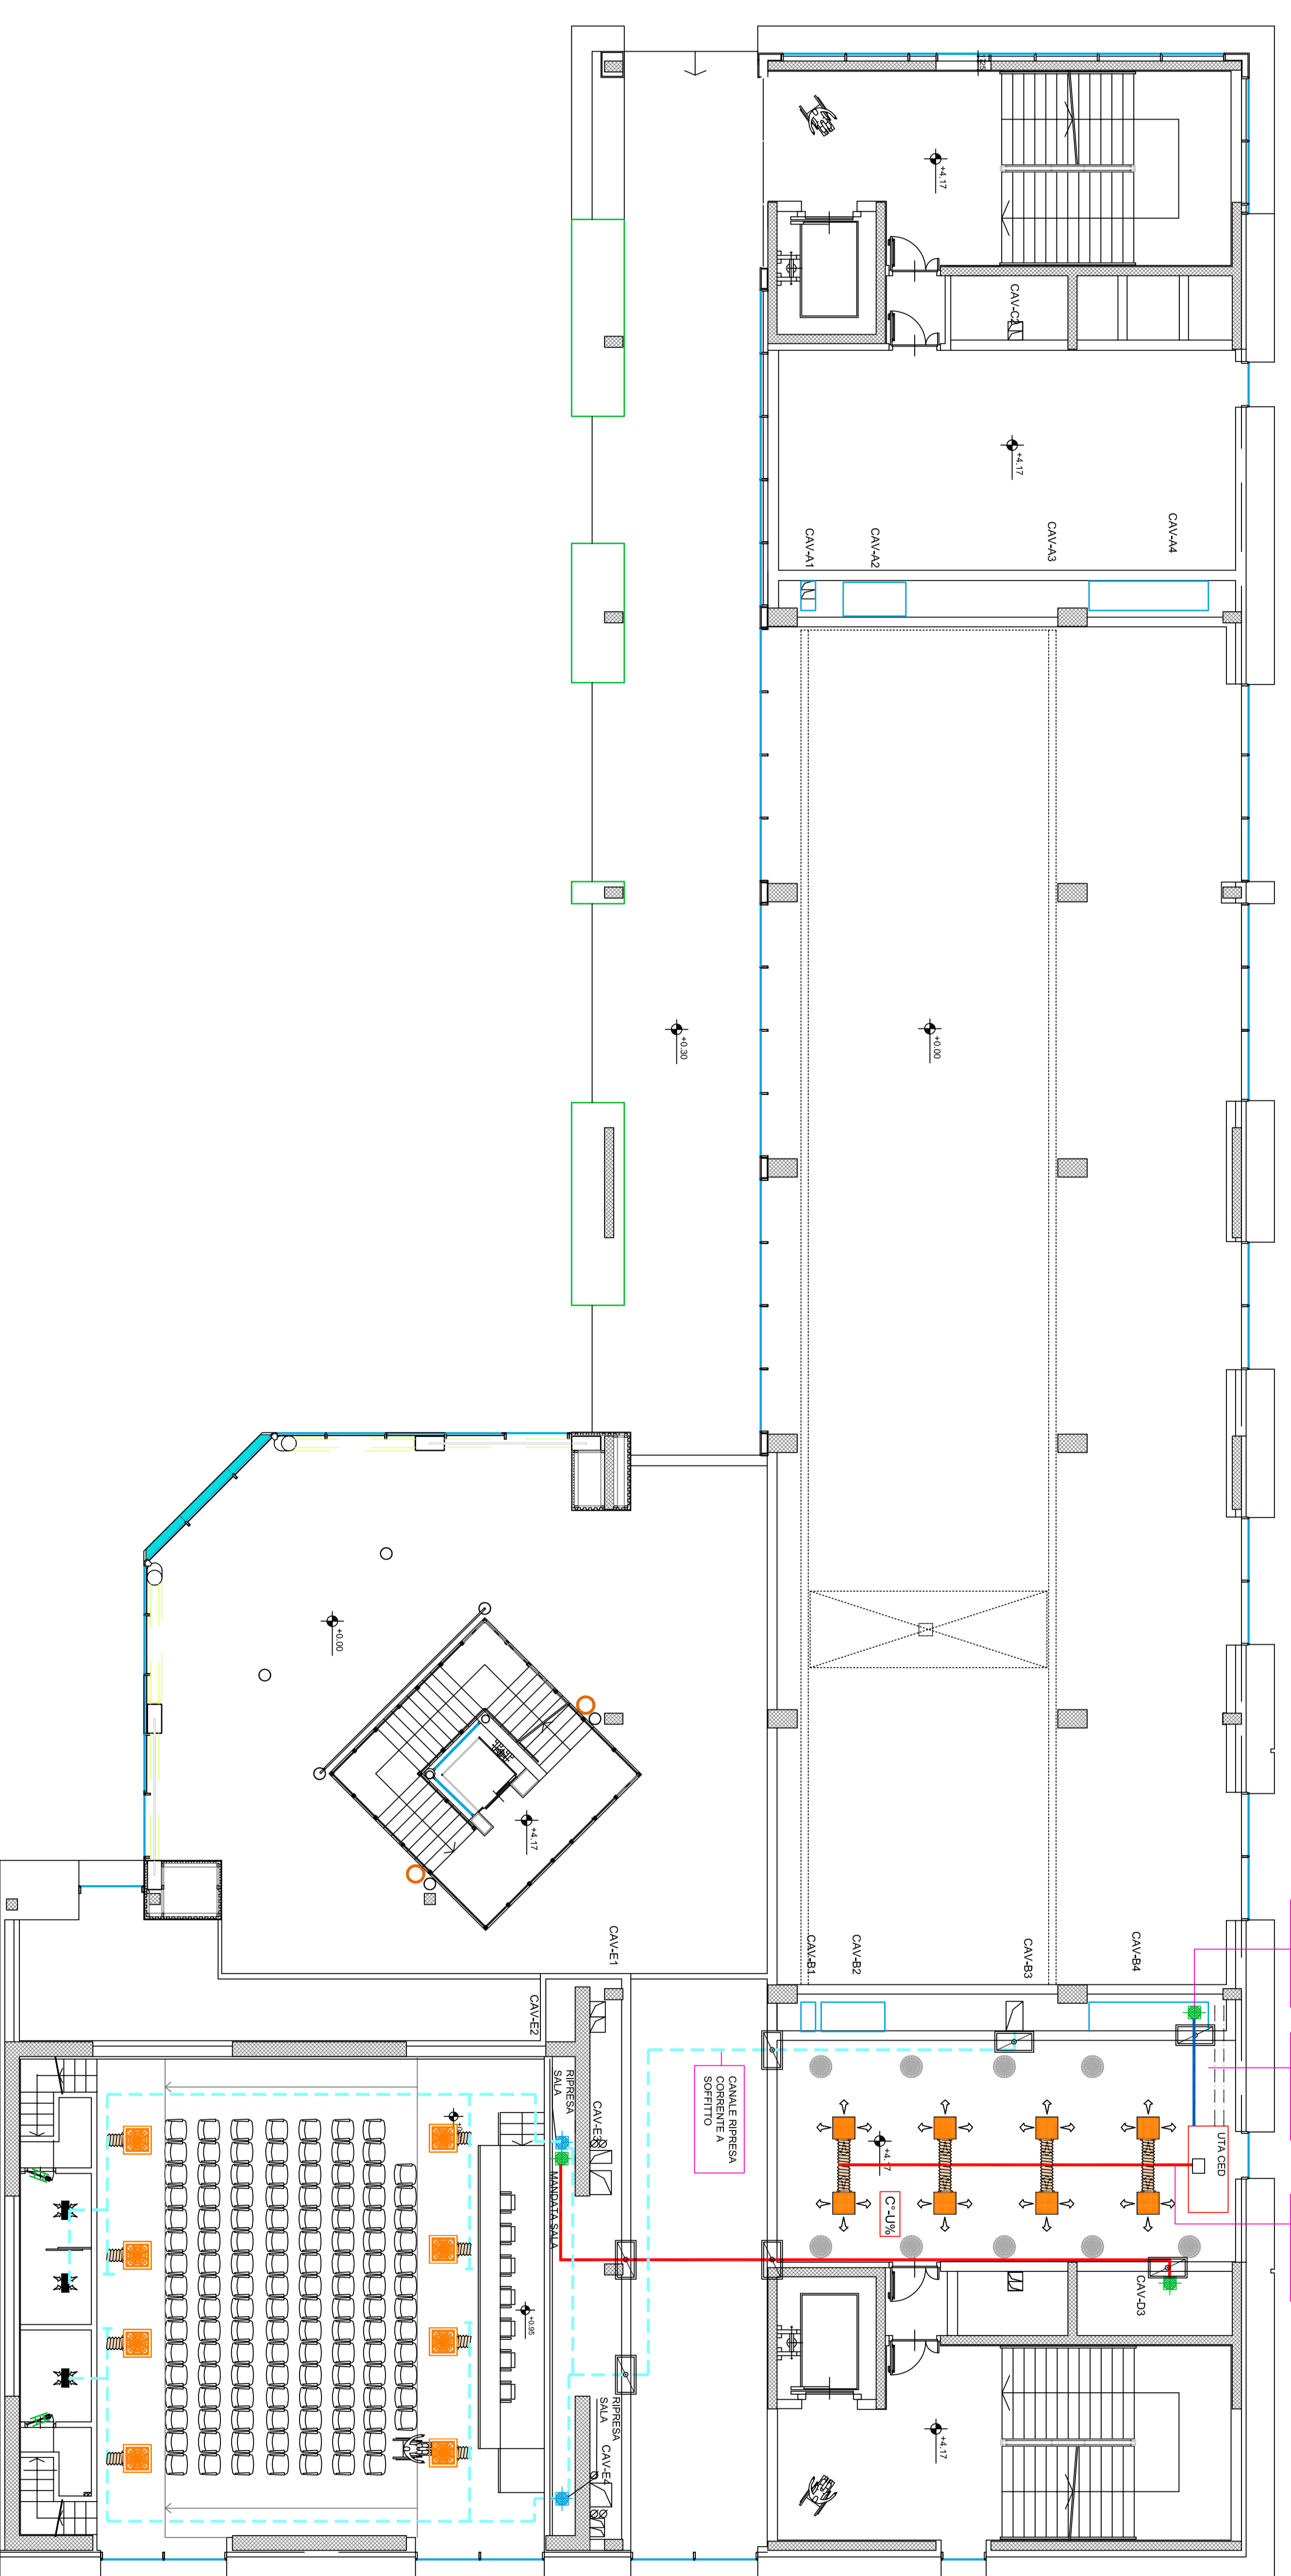 +4.17
CAV-C2
+4.17
CAV-A1
CAV-A2
CAV-A3
CAV-A4
+0.30
+0.00
+0.00
+4.17
CAV-E1
CAV-E2
CAV-B1
CAV-B2
CAV-B3
CAV-B4
RIPRESA
SALA
CAV-E3
MANDATA SALA
CANALE RIPRESA
CORRENTE A
SOFFITTO
+4.17
C°-U%
UTA CED
CAV-D3
+0.95
RIPRESA
SALA
CAV-E4
+4.17